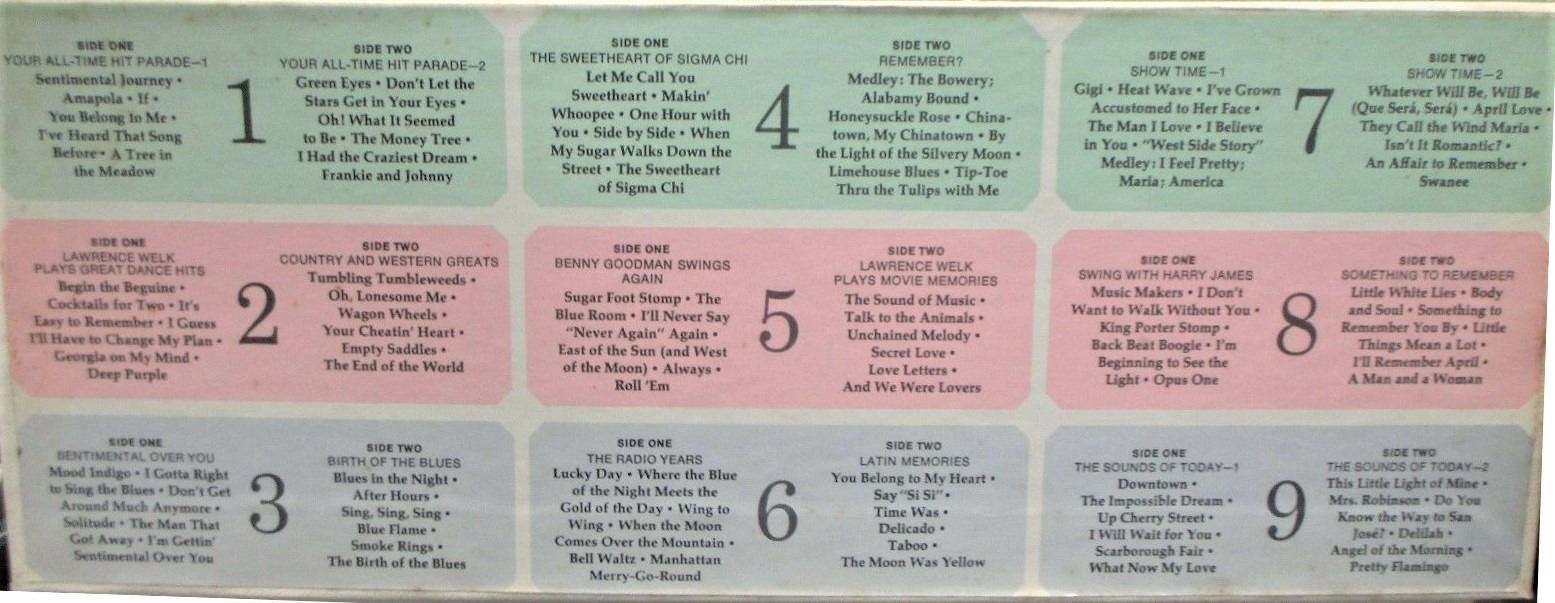 SIDE ONE
YOUR ALL-TIME HIT PARADE—1
Sentimental Journey •
Amapola • If •
You Belong to Me •
I've Heard That Song
Before • A Tree in
the Meadow
1
SIDE TWO
YOUR ALL-TIME HIT PARADE—2
Green Eyes • Don't Let the
Stars Get in Your Eyes •
Oh! What It Seemed
to Be • The Money Tree •
I Had the Craziest Dream •
Frankie and Johnny
SIDE ONE
LAWRENCE WELK
PLAYS GREAT DANCE HITS
Begin the Beguine •
Cocktails for Two • It's
Easy to Remember • I Guess
I'll Have to Change My Plan •
Georgia on My Mind •
Deep Purple
2
SIDE TWO
COUNTRY AND WESTERN GREATS
Tumbling Tumbleweeds •
Oh, Lonesome Me •
Wagon Wheels •
Your Cheatin' Heart •
Empty Saddles •
The End of the World
SIDE ONE
SENTIMENTAL OVER YOU
Mood Indigo • I Gotta Right
to Sing the Blues • Don't Get
Around Much Anymore •
Solitude • The Man That
Got Away • I'm Gettin'
Sentimental Over You
3
SIDE TWO
BIRTH OF THE BLUES
Blues in the Night •
After Hours •
Sing, Sing, Sing •
Blue Flame •
Smoke Rings •
The Birth of the Blues
SIDE ONE
THE SWEETHEART OF SIGMA CHI
Let Me Call You
Sweetheart • Makin'
Whoopee • One Hour with
You • Side by Side • When
My Sugar Walks Down the
Street • The Sweetheart
of Sigma Chi
4
SIDE TWO
REMEMBER?
Medley: The Bowery;
Alabamy Bound •
Honeysuckle Rose • China-
town, My Chinatown • By
the Light of the Silvery Moon •
Limehouse Blues • Tip-Toe
Thru the Tulips with Me
SIDE ONE
BENNY GOODMAN SWINGS
AGAIN
Sugar Foot Stomp • The
Blue Room • I'll Never Say
"Never Again" Again •
East of the Sun (and West
of the Moon) • Always •
Roll 'Em
5
SIDE TWO
LAWRENCE WELK
PLAYS MOVIE MEMORIES
The Sound of Music •
Talk to the Animals •
Unchained Melody •
Secret Love •
Love Letters •
And We Were Lovers
SIDE ONE
THE RADIO YEARS
Lucky Day • Where the Blue
of the Night Meets the
Gold of the Day • Wing to
Wing • When the Moon
Comes Over the Mountain •
Bell Waltz • Manhattan
Merry-Go-Round
6
SIDE TWO
LATIN MEMORIES
You Belong to My Heart •
Say "Si Si" •
Time Was •
Delicado •
Taboo •
The Moon Was Yellow
SIDE ONE
SHOW TIME—1
Gigi • Heat Wave • I've Grown
Accustomed to Her Face •
The Man I Love • I Believe
in You • "West Side Story"
Medley: I Feel Pretty;
Maria; America
7
SIDE TWO
SHOW TIME—2
Whatever Will Be, Will Be
(Que Será, Será) • April Love •
They Call the Wind Maria •
Isn't It Romantic? •
An Affair to Remember •
Swanee
SIDE ONE
SWING WITH HARRY JAMES
Music Makers • I Don't
Want to Walk Without You •
King Porter Stomp •
Back Beat Boogie • I'm
Beginning to See the
Light • Opus One
8
SIDE TWO
SOMETHING TO REMEMBER
Little White Lies • Body
and Soul • Something to
Remember You By • Little
Things Mean a Lot •
I'll Remember April •
A Man and a Woman
SIDE ONE
THE SOUNDS OF TODAY—1
Downtown •
The Impossible Dream •
Up Cherry Street •
I Will Wait for You •
Scarborough Fair •
What Now My Love
9
SIDE TWO
THE SOUNDS OF TODAY—2
This Little Light of Mine •
Mrs. Robinson • Do You
Know the Way to San
José? • Delilah •
Angel of the Morning •
Pretty Flamingo